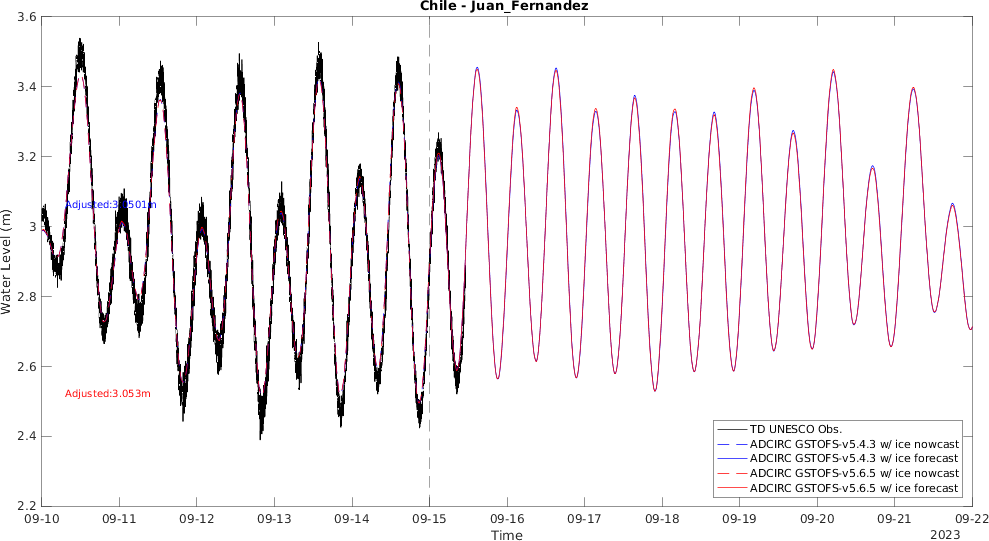 Chile - Juan_Fernandez
3.6
3.4
3.2
3
2.8
2.6
2.4
2.2
Water Level (m)
Adjusted:3.0501m
Adjusted:3.053m
TD UNESCO Obs.
ADCIRC GSTOFS-v5.4.3 w/ ice nowcast
ADCIRC GSTOFS-v5.4.3 w/ ice forecast
ADCIRC GSTOFS-v5.6.5 w/ ice nowcast
ADCIRC GSTOFS-v5.6.5 w/ ice forecast
09-10 09-11 09-12 09-13 09-14 09-15 09-16 09-17 09-18 09-19 09-20 09-21 09-22
Time
2023